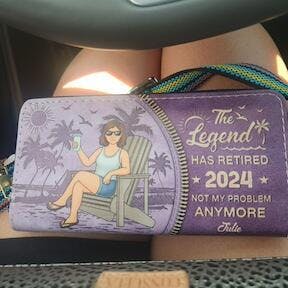 The
Legend
HAS RETIRED
2024
NOT MY PROBLEM
ANYMORE
Julie